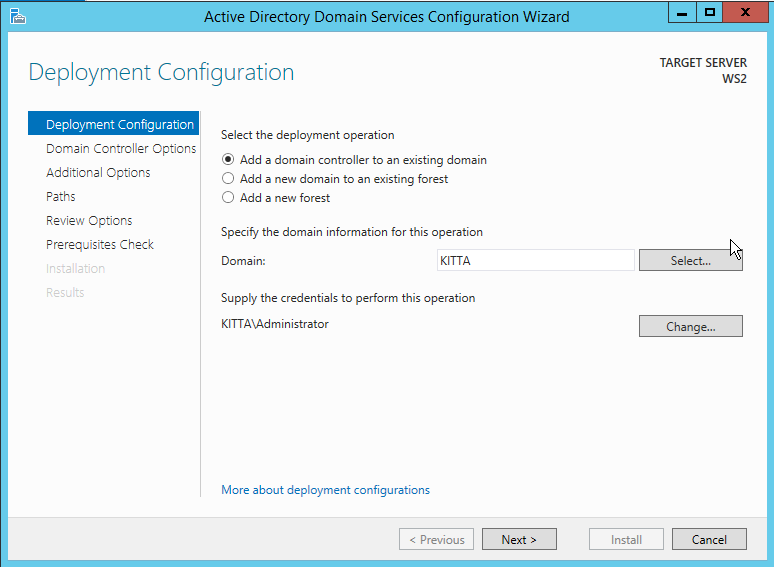 Active Directory Domain Services Configuration Wizard
Deployment Configuration
TARGET SERVER
WS2
Deployment Configuration
Domain Controller Options
Additional Options
Paths
Review Options
Prerequisites Check
Installation
Results
Select the deployment operation
Add a domain controller to an existing domain
Add a new domain to an existing forest
Add a new forest
Specify the domain information for this operation
Domain: KITTA Select...
Supply the credentials to perform this operation
KITTA\Administrator Change...
More about deployment configurations
< Previous Next > Install Cancel